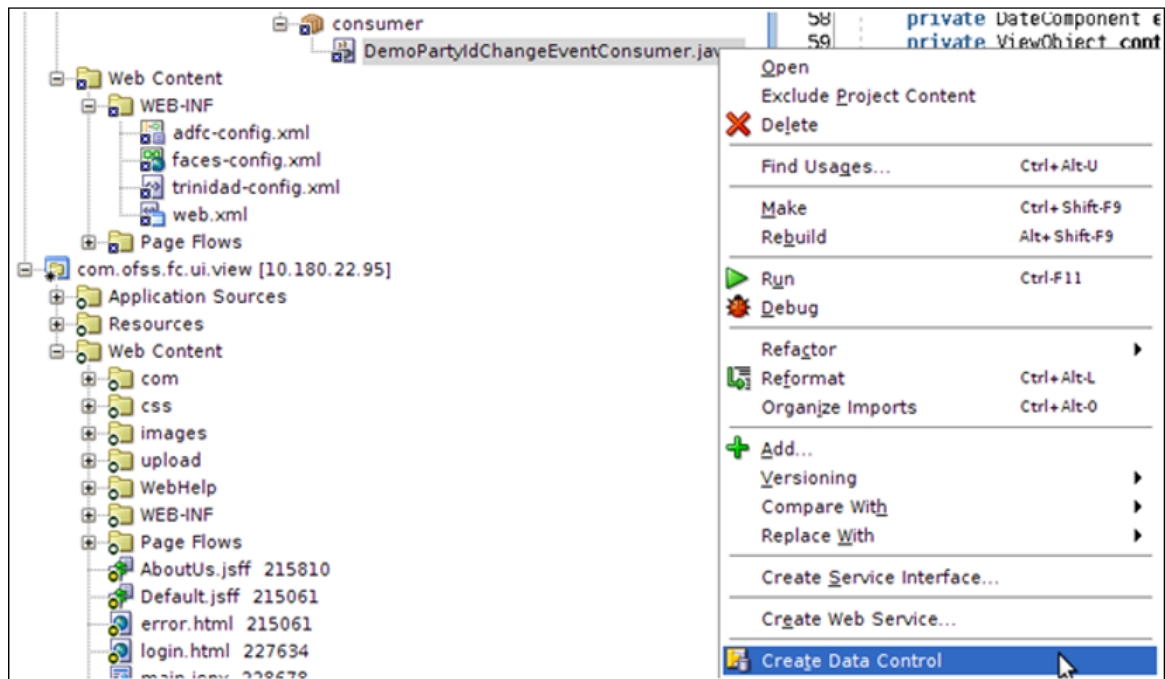 consumer
DemoPartyIdChangeEventConsumer.jav
Web Content
WEB-INF
adfc-config.xml
faces-config.xml
trinidad-config.xml
web.xml
Page Flows
com.ofss.fc.ui.view [10.180.22.95]
Application Sources
Resources
Web Content
com
css
images
upload
WebHelp
WEB-INF
Page Flows
AboutUs.jsff 215810
Default.jsff 215061
error.html 215061
login.html 227634
main.jspx 228678
58 private DateComponent e
59 private ViewObject cont
Open
Exclude Project Content
Delete
Find Usages... Ctrl+Alt-U
Make Ctrl+Shift-F9
Rebuild Alt+Shift-F9
Run Ctrl-F11
Debug
Refactor
Reformat Ctrl+Alt-L
Organize Imports Ctrl+Alt-O
Add...
Versioning
Compare With
Replace With
Create Service Interface...
Create Web Service...
Create Data Control